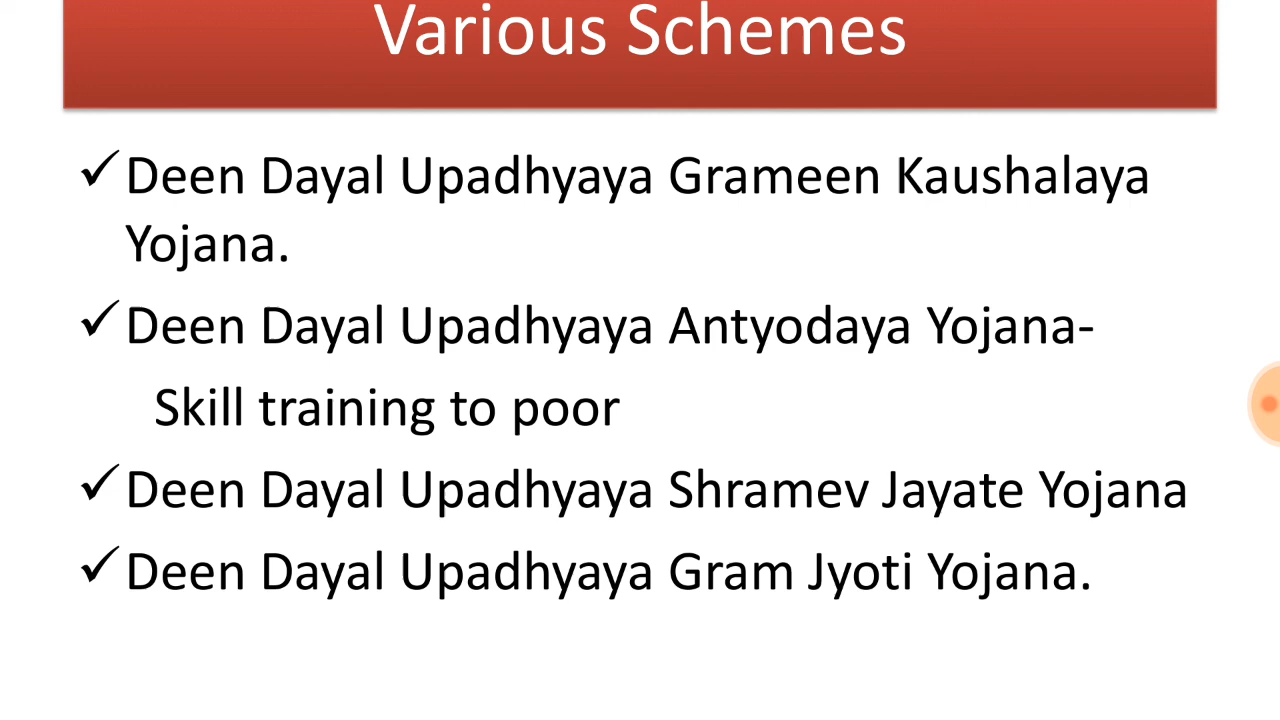 Various Schemes
✓Deen Dayal Upadhyaya Grameen Kaushalaya
Yojana.
✓Deen Dayal Upadhyaya Antyodaya Yojana-
Skill training to poor
✓Deen Dayal Upadhyaya Shramev Jayate Yojana
✓Deen Dayal Upadhyaya Gram Jyoti Yojana.